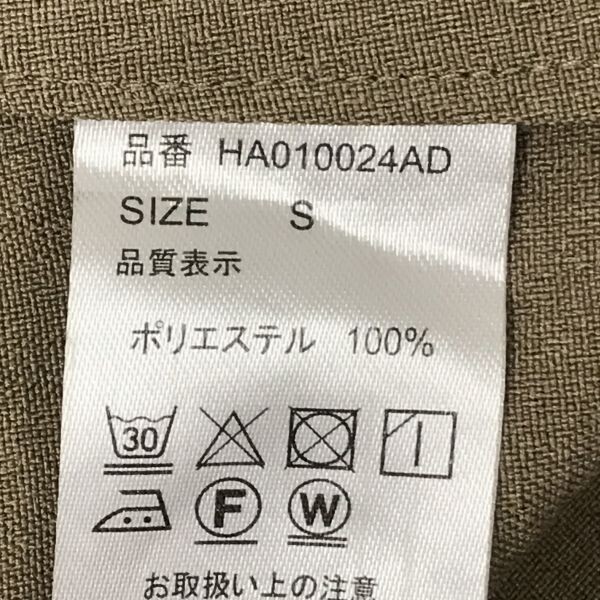 品番 HA010024AD
SIZE S
品質表示
ポリエステル 100%
30
F W
お取扱い上の注意